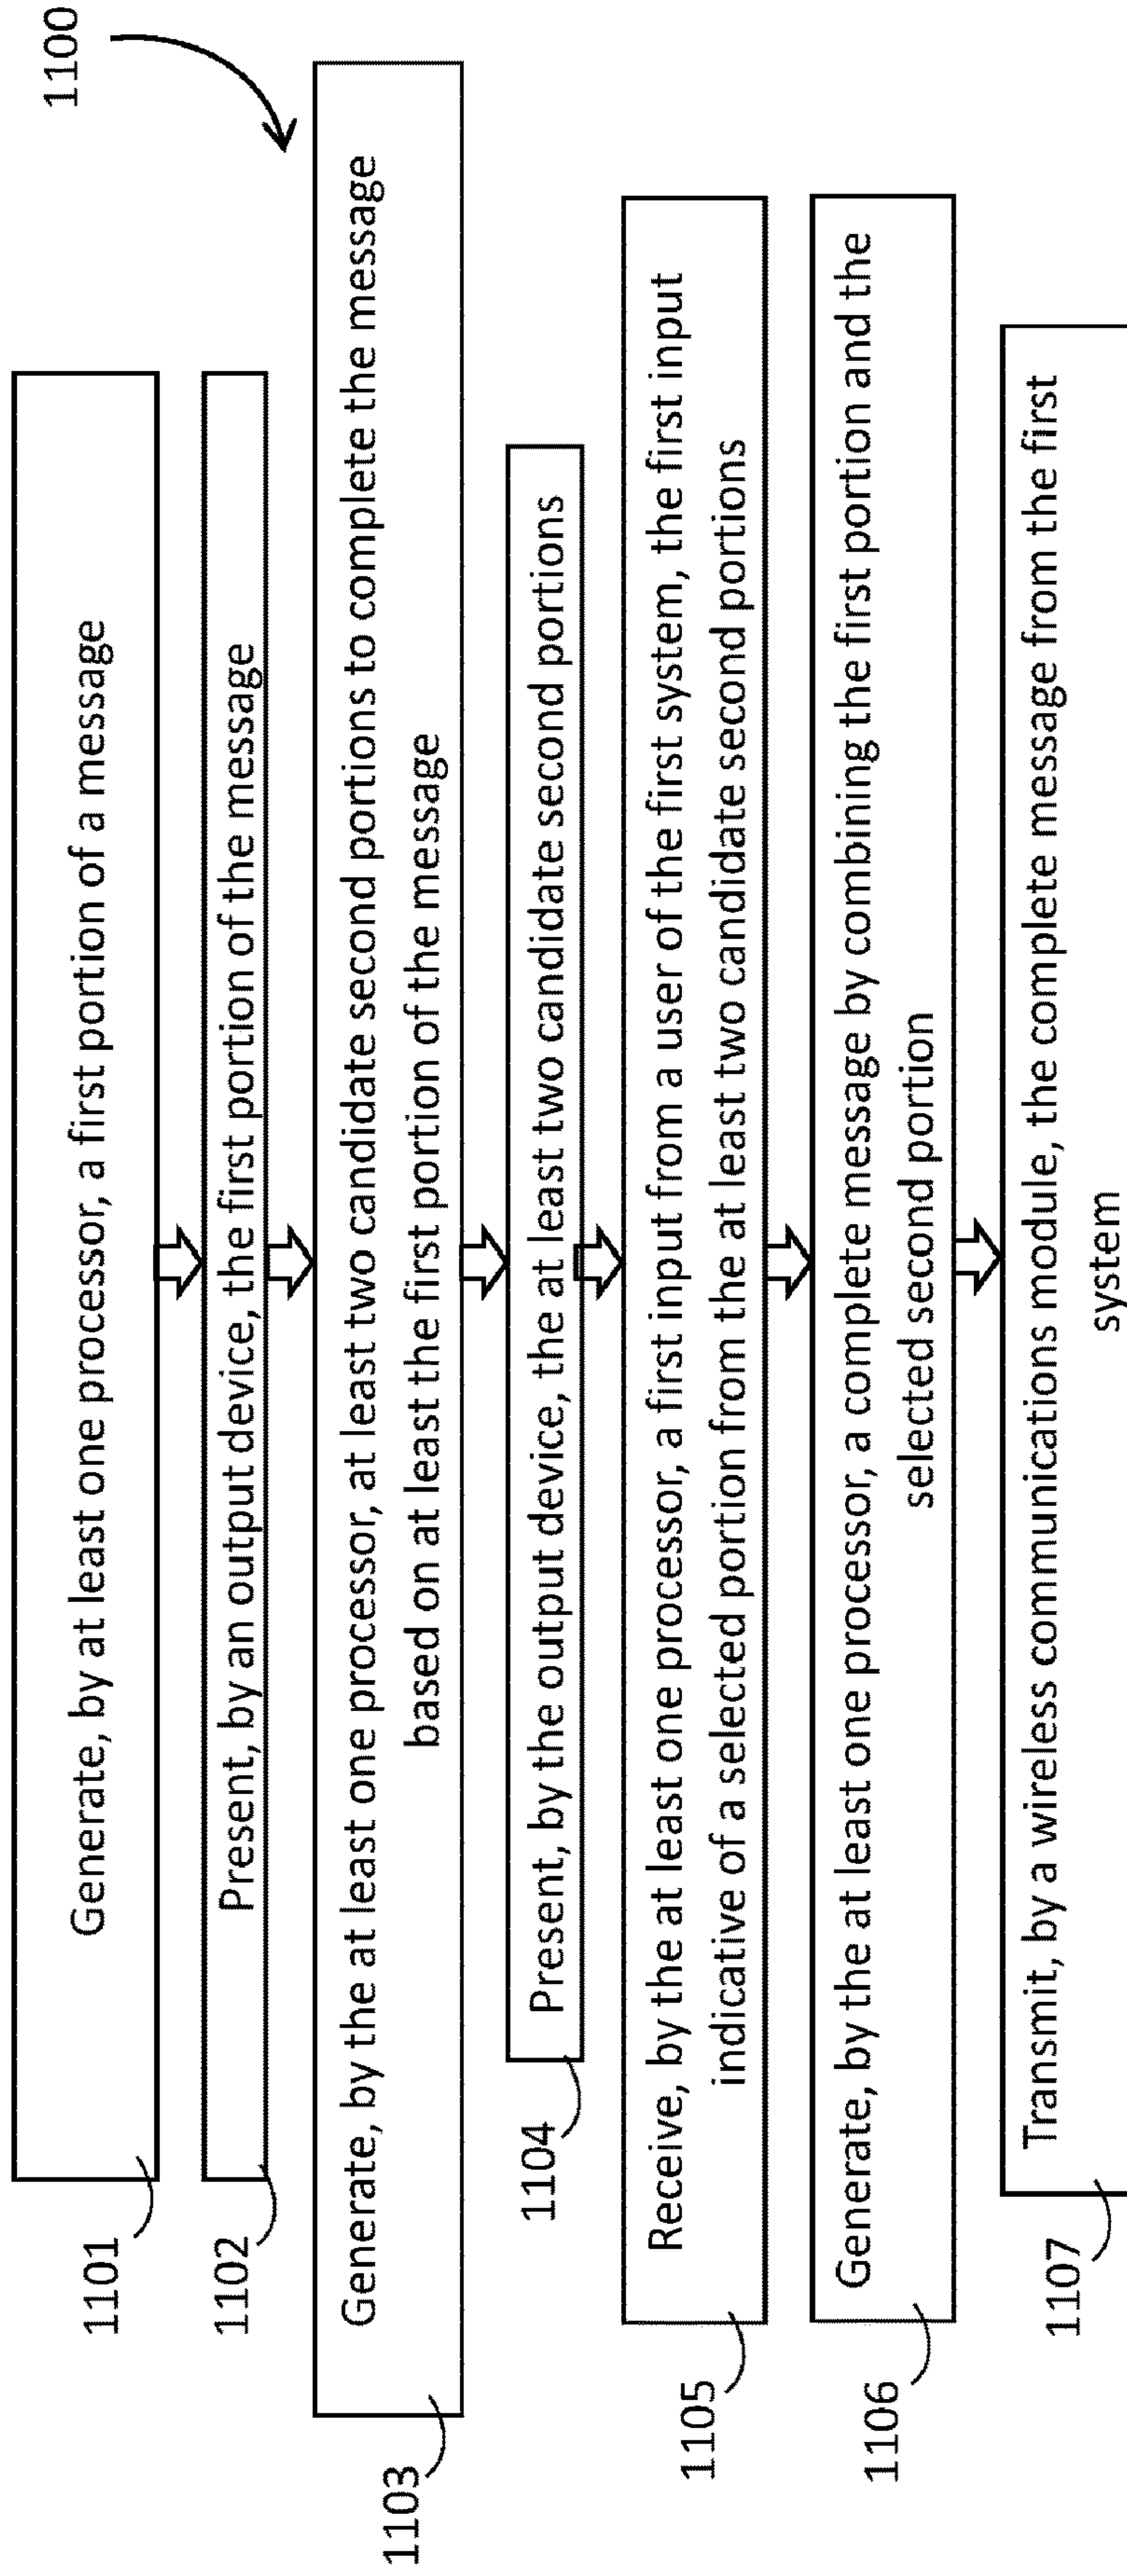 1100
1101
Generate, by at least one processor, a first portion of a message
1102
Present, by an output device, the first portion of the message
1103
Generate, by the at least one processor, at least two candidate second portions to complete the message
based on at least the first portion of the message
1104
Present, by the output device, the at least two candidate second portions
1105
Receive, by the at least one processor, a first input from a user of the first system, the first input
indicative of a selected portion from the at least two candidate second portions
1106
Generate, by the at least one processor, a complete message by combining the first portion and the
selected second portion
1107
Transmit, by a wireless communications module, the complete message from the first
system